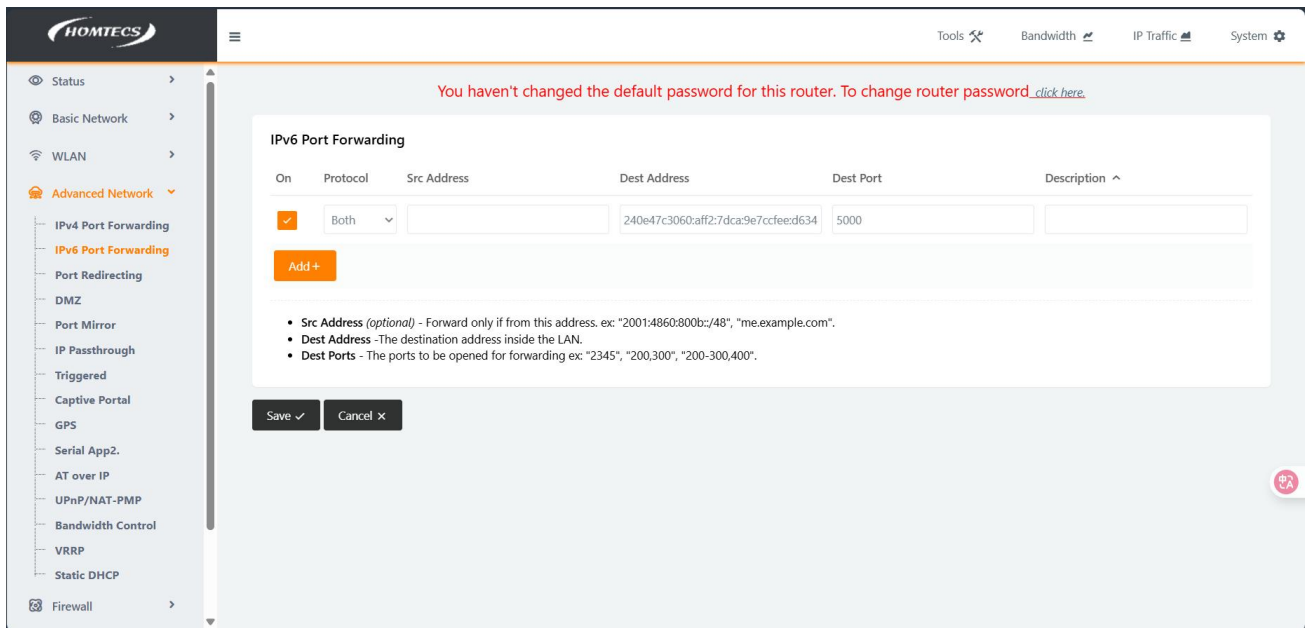 HOMTECS
Tools Bandwidth IP Traffic System
Status
Basic Network
WLAN
Advanced Network
IPv4 Port Forwarding
IPv6 Port Forwarding
Port Redirecting
DMZ
Port Mirror
IP Passthrough
Triggered
Captive Portal
GPS
Serial App2.
AT over IP
UPnP/NAT-PMP
Bandwidth Control
VRRP
Static DHCP
Firewall
You haven't changed the default password for this router. To change router password click here.
IPv6 Port Forwarding
On Protocol Src Address Dest Address Dest Port Description
Both 240e47c3060:aff2:7dca:9e7ccfee:d634 5000
Add+
• Src Address (optional) - Forward only if from this address. ex: "2001:4860:800b::/48", "me.example.com".
• Dest Address -The destination address inside the LAN.
• Dest Ports - The ports to be opened for forwarding ex: "2345", "200,300", "200-300,400".
Save Cancel
中A